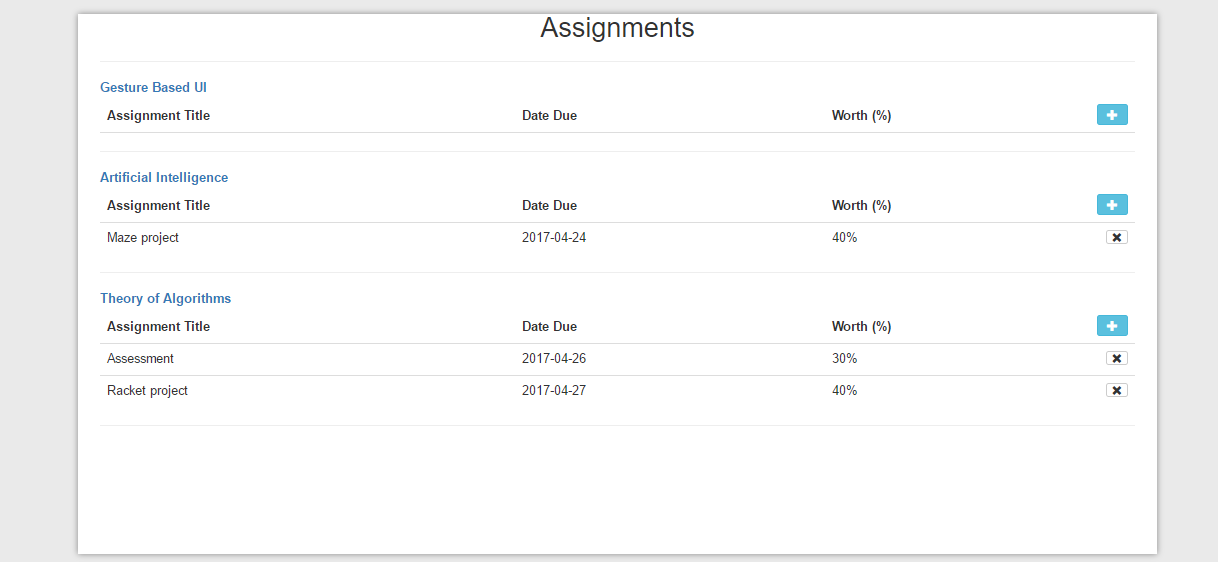 Assignments
Gesture Based UI
Assignment Title Date Due Worth (%)
Artificial Intelligence
Assignment Title Date Due Worth (%)
Maze project 2017-04-24 40%
Theory of Algorithms
Assignment Title Date Due Worth (%)
Assessment 2017-04-26 30%
Racket project 2017-04-27 40%